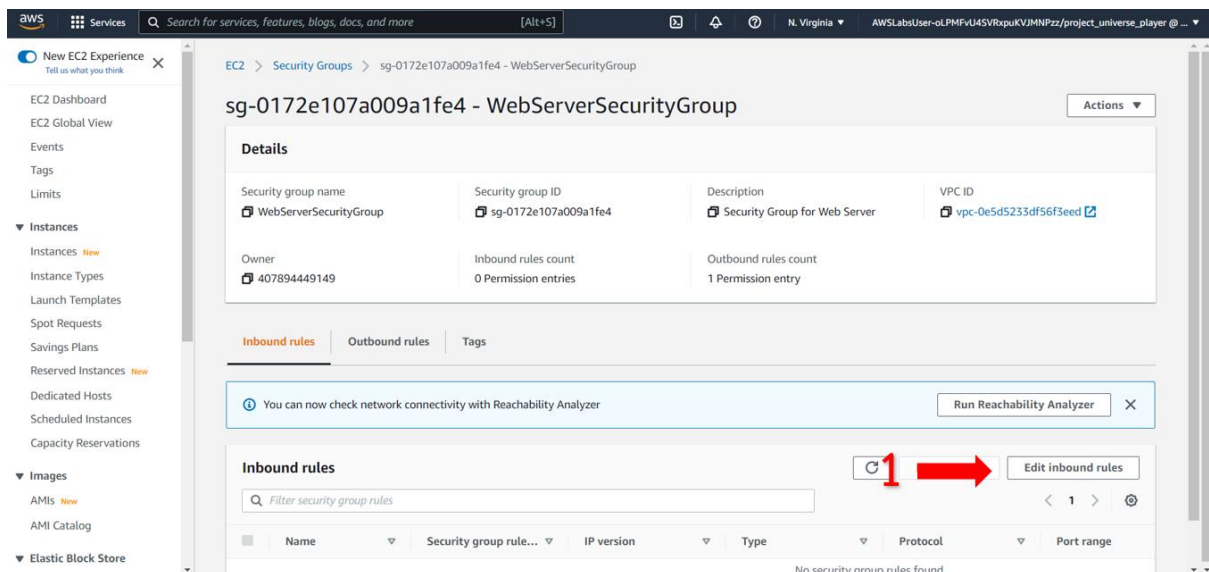 aws Services Search for services, features, blogs, docs, and more [Alt+S] N. Virginia ▼ AWSLabsUser-oLPMFvU4SVRxpuKVJMNPzz/project_universe_player @ ... ▼
New EC2 Experience
Tell us what you think
EC2 Dashboard
EC2 Global View
Events
Tags
Limits
Instances
Instances New
Instance Types
Launch Templates
Spot Requests
Savings Plans
Reserved Instances New
Dedicated Hosts
Scheduled Instances
Capacity Reservations
Images
AMIs New
AMI Catalog
Elastic Block Store
EC2 > Security Groups > sg-0172e107a009a1fe4 - WebServerSecurityGroup
sg-0172e107a009a1fe4 - WebServerSecurityGroup Actions ▼
Details
Security group name Security group ID Description VPC ID
WebServerSecurityGroup sg-0172e107a009a1fe4 Security Group for Web Server vpc-0e5d5233df56f3eed
Owner Inbound rules count Outbound rules count
407894449149 0 Permission entries 1 Permission entry
Inbound rules Outbound rules Tags
You can now check network connectivity with Reachability Analyzer Run Reachability Analyzer
Inbound rules 1 Edit inbound rules
Filter security group rules < 1 >
Name Security group rule... IP version Type Protocol Port range
No security group rules found